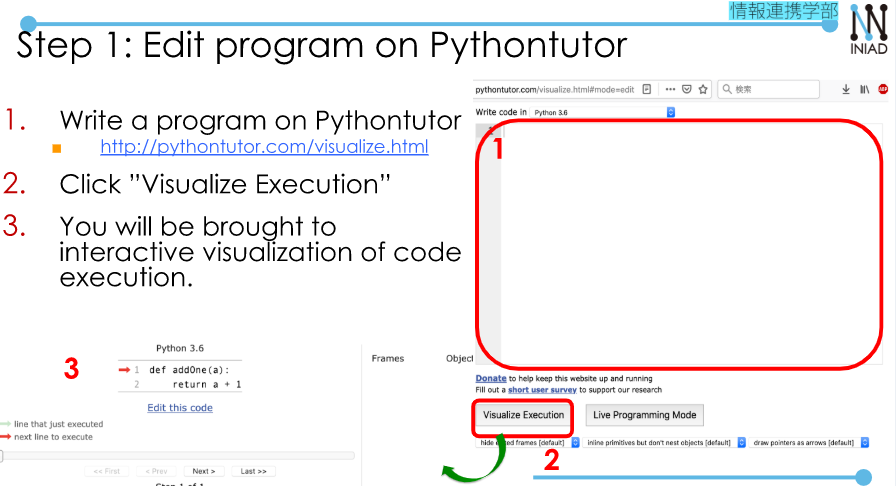 情報連携学部
INIAD
Step 1: Edit program on Pythontutor
1. Write a program on Pythontutor
http://pythontutor.com/visualize.html
2. Click ”Visualize Execution”
3. You will be brought to
interactive visualization of code
execution.
pythontutor.com/visualize.html#mode=edit
検索
Write code in Python 3.6
1
Donate to help keep this website up and running
Fill out a short user survey to support our research
Visualize Execution Live Programming Mode
hide exited frames [default] inline primitives but don't nest objects [default] draw pointers as arrows [default]
2
3
Python 3.6
1 def addOne(a):
2 return a + 1
Edit this code
line that just executed
next line to execute
<< First < Prev Next > Last >>
Step 1 of 1
Frames Object